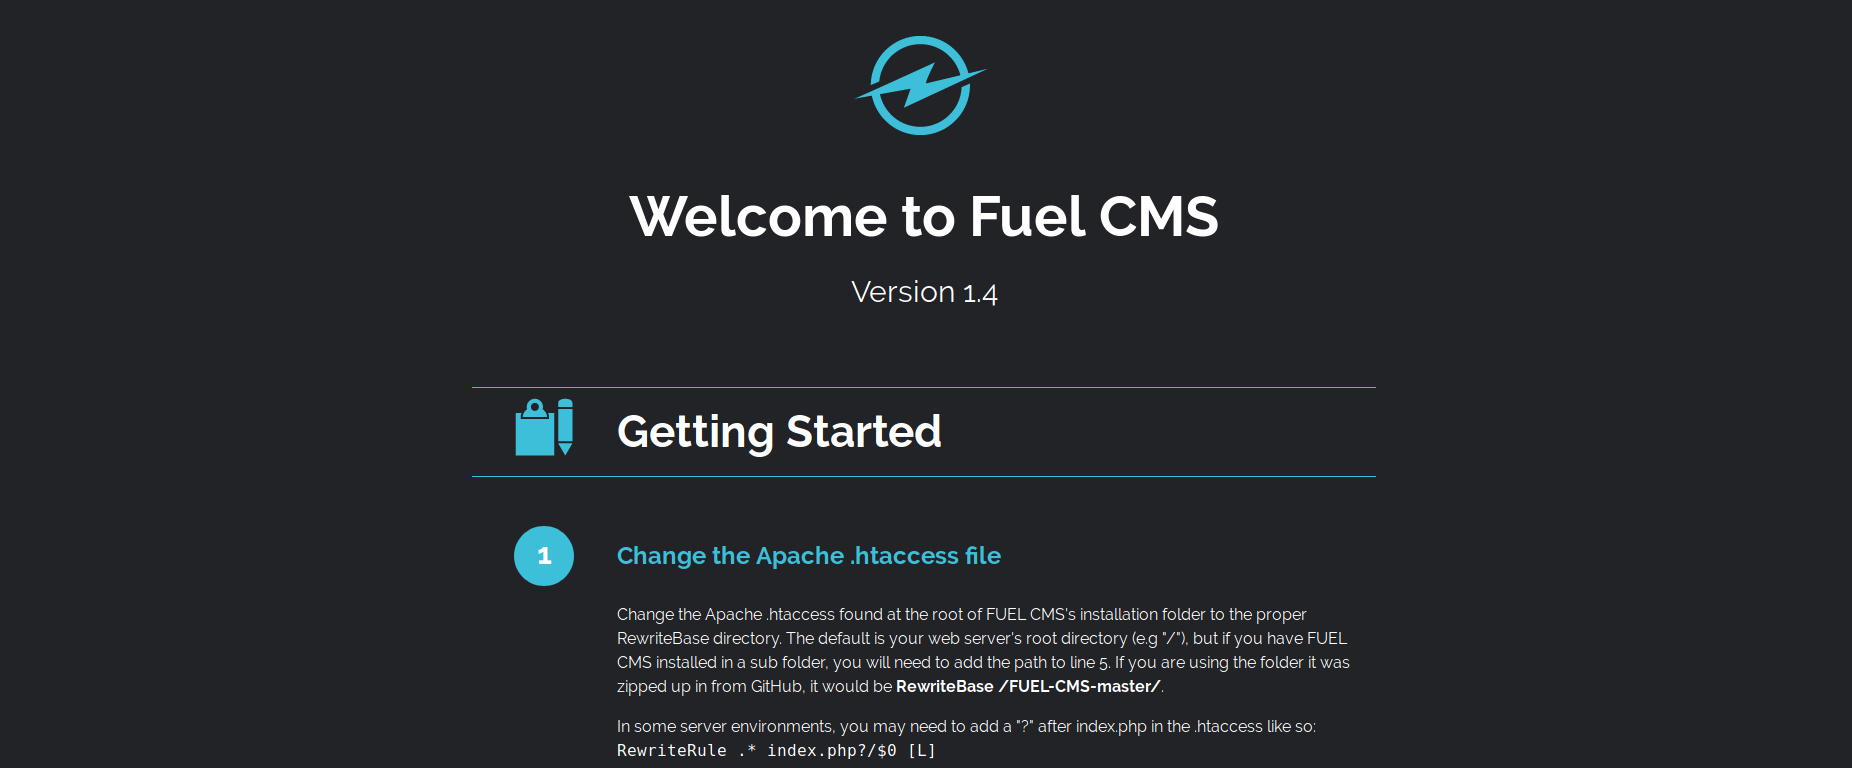 Welcome to Fuel CMS
Version 1.4
Getting Started
1
Change the Apache .htaccess file
Change the Apache .htaccess found at the root of FUEL CMS's installation folder to the proper
RewriteBase directory. The default is your web server's root directory (e.g "/"), but if you have FUEL
CMS installed in a sub folder, you will need to add the path to line 5. If you are using the folder it was
zipped up in from GitHub, it would be RewriteBase /FUEL-CMS-master/.
In some server environments, you may need to add a "?" after index.php in the .htaccess like so:
RewriteRule .* index.php?/$0 [L]